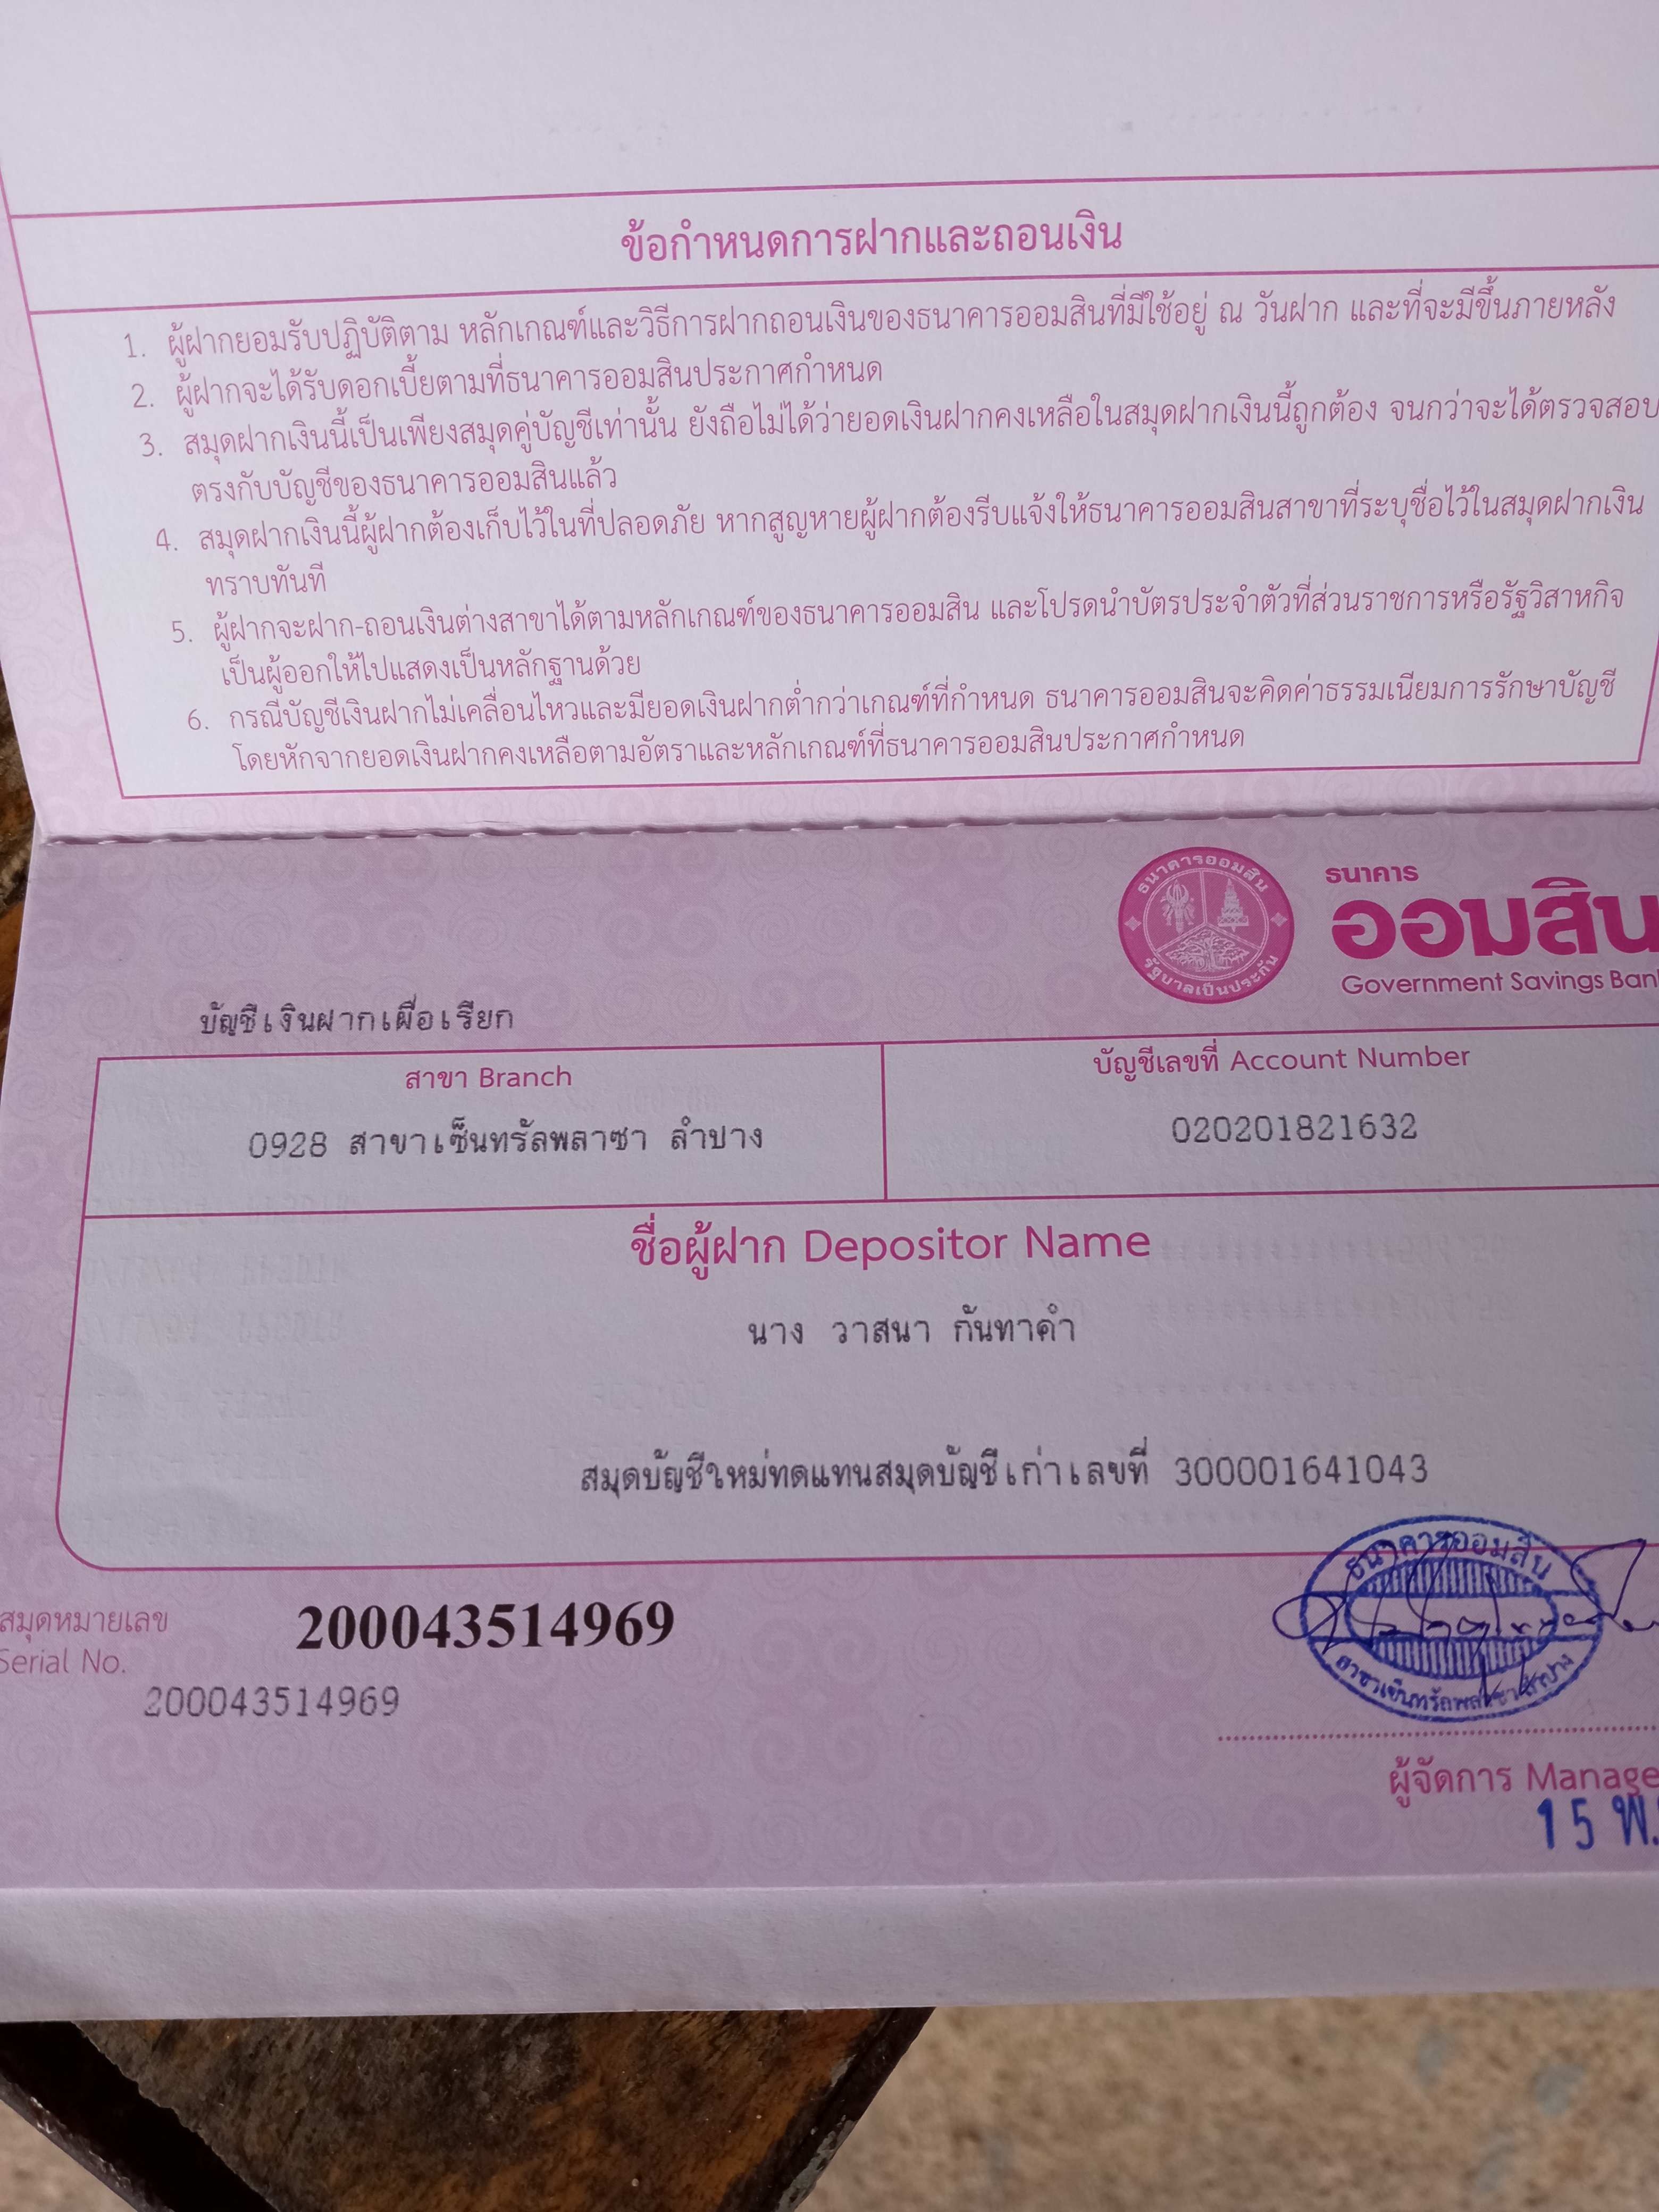 ข้อกำหนดการฝากและถอนเงิน
1. ผู้ฝากยอมรับปฏิบัติตาม หลักเกณฑ์และวิธีการฝากถอนเงินของธนาคารออมสินที่มีใช้อยู่ ณ วันฝาก และที่จะมีขึ้นภายหลัง
2. ผู้ฝากจะได้รับดอกเบี้ยตามที่ธนาคารออมสินประกาศกำหนด
3. สมุดฝากเงินนี้เป็นเพียงสมุดคู่บัญชีเท่านั้น ยังถือไม่ได้ว่ายอดเงินฝากคงเหลือในสมุดฝากเงินนี้ถูกต้อง จนกว่าจะได้ตรวจสอบ
ตรงกับบัญชีของธนาคารออมสินแล้ว
4. สมุดฝากเงินนี้ผู้ฝากต้องเก็บไว้ในที่ปลอดภัย หากสูญหายผู้ฝากต้องรีบแจ้งให้ธนาคารออมสินสาขาที่ระบุชื่อไว้ในสมุดฝากเงิน
ทราบทันที
5. ผู้ฝากจะฝาก-ถอนเงินต่างสาขาได้ตามหลักเกณฑ์ของธนาคารออมสิน และโปรดนำบัตรประจำตัวที่ส่วนราชการหรือรัฐวิสาหกิจ
เป็นผู้ออกให้ไปแสดงเป็นหลักฐานด้วย
6. กรณีบัญชีเงินฝากไม่เคลื่อนไหวและมียอดเงินฝากต่ำกว่าเกณฑ์ที่กำหนด ธนาคารออมสินจะคิดค่าธรรมเนียมการรักษาบัญชี
โดยหักจากยอดเงินฝากคงเหลือตามอัตราและหลักเกณฑ์ที่ธนาคารออมสินประกาศกำหนด
ธนาคารออมสิน
รัฐบาลเป็นประกัน
ธนาคาร
ออมสิน
Government Savings Bank
บัญชีเงินฝากเผื่อเรียก
สาขา Branch
บัญชีเลขที่ Account Number
0928 สาขาเซ็นทรัลพลาซา ลำปาง
020201821632
ชื่อผู้ฝาก Depositor Name
นาง วาสนา กันทาคำ
สมุดบัญชีใหม่ทดแทนสมุดบัญชีเก่าเลขที่ 300001641043
สมุดหมายเลข
Serial No.
200043514969
200043514969
ธนาคารออมสิน
สาขาเซ็นทรัลพลาซาลำปาง
ผู้จัดการ Manage
15 พ.